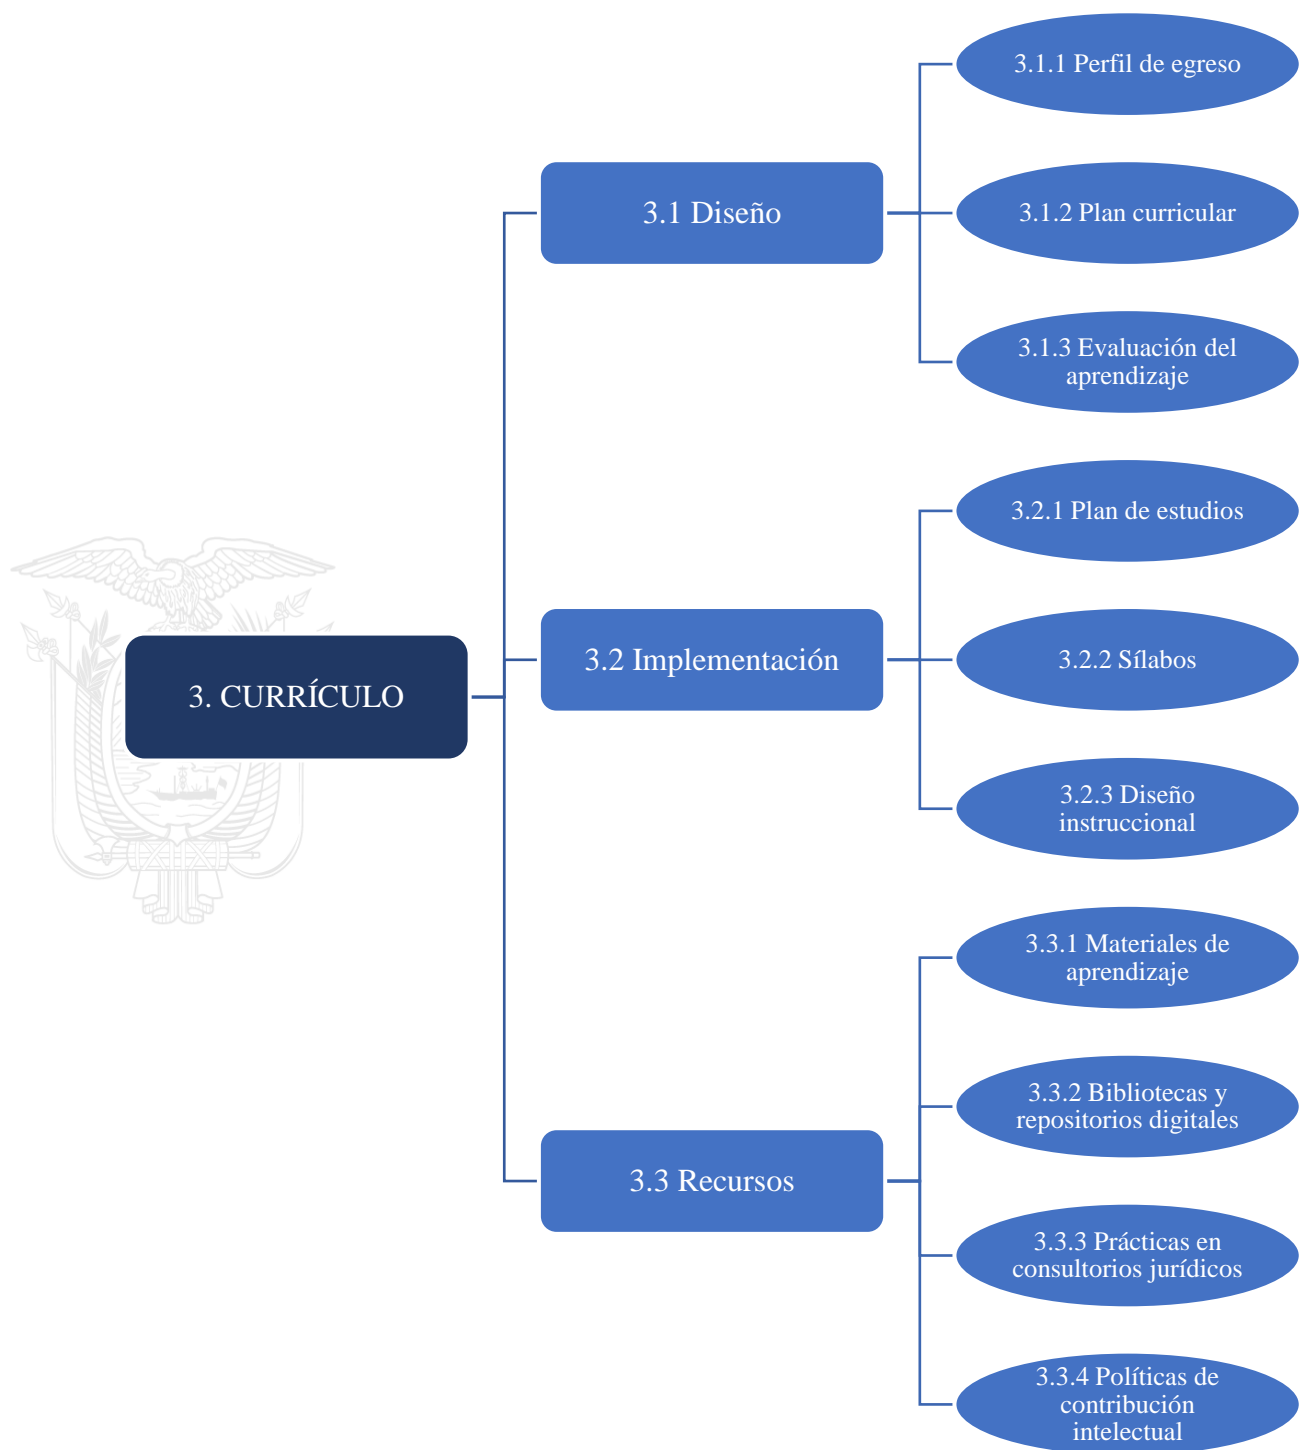 3. CURRÍCULO
3.1 Diseño
3.1.1 Perfil de egreso
3.1.2 Plan curricular
3.1.3 Evaluación del
aprendizaje
3.2 Implementación
3.2.1 Plan de estudios
3.2.2 Sílabos
3.2.3 Diseño
instruccional
3.3 Recursos
3.3.1 Materiales de
aprendizaje
3.3.2 Bibliotecas y
repositorios digitales
3.3.3 Prácticas en
consultorios jurídicos
3.3.4 Políticas de
contribución
intelectual